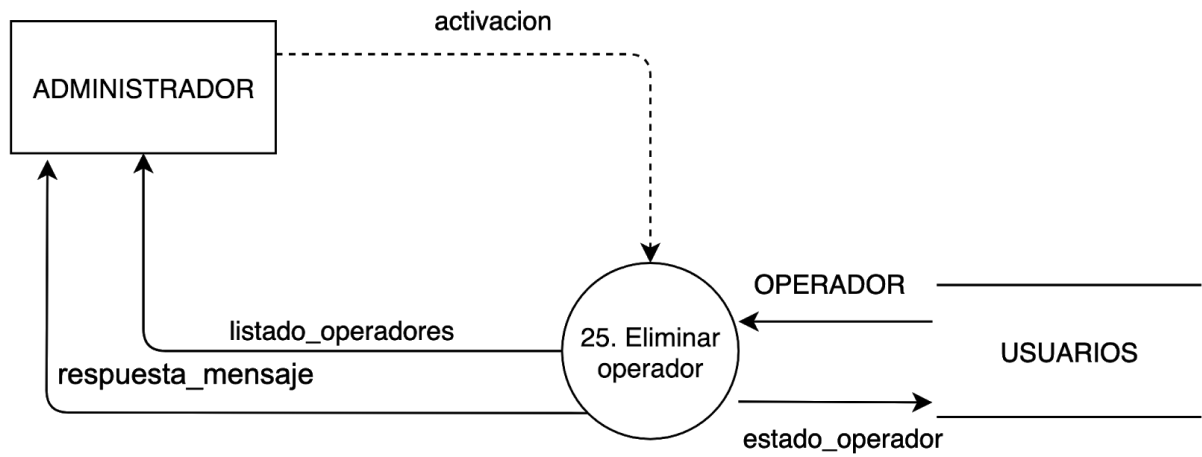 activacion
ADMINISTRADOR
OPERADOR
listado_operadores
25. Eliminar
operador
USUARIOS
respuesta_mensaje
estado_operador